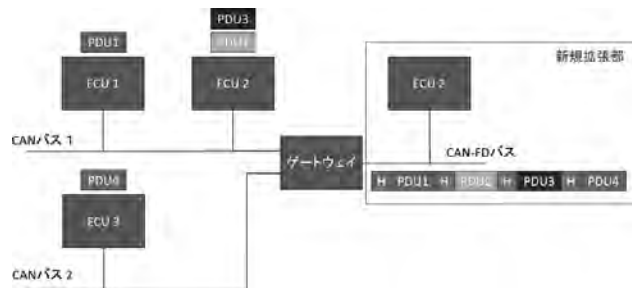 PDU3
PDU1
PDU2
新規拡張部
ECU 1
ECU 2
ECU 2
CANバス 1
CAN-FDバス
ゲートウェイ
PDU4
H PDU1 H PDU2 H PDU3 H PDU4
ECU 3
CANバス 2